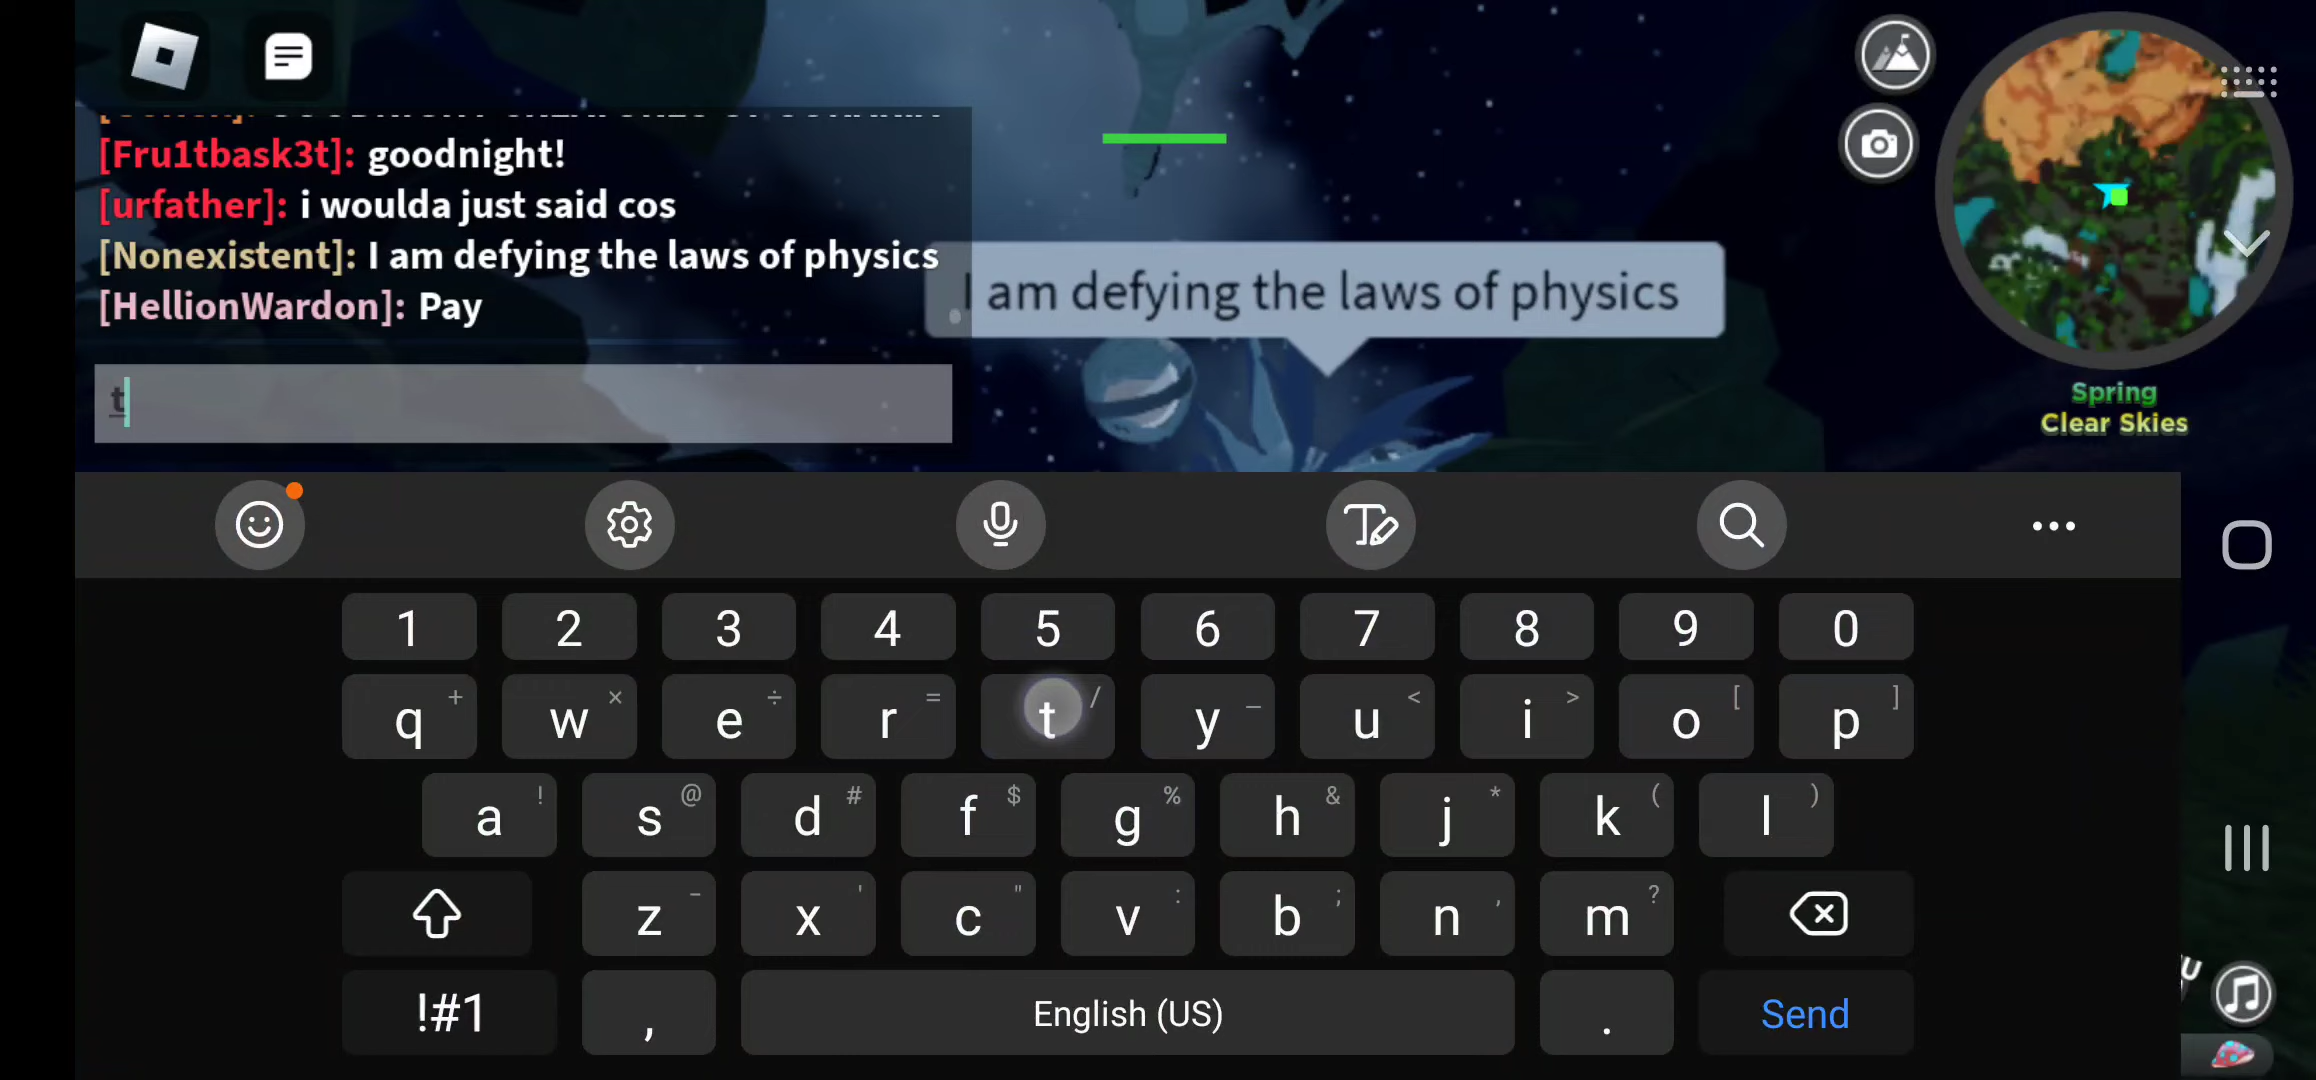 [Fru1tbask3t]: goodnight!
[urfather]: i woulda just said cos
[Nonexistent]: I am defying the laws of physics
[HellionWardon]: Pay
I am defying the laws of physics
t
Spring
Clear Skies
1 2 3 4 5 6 7 8 9 0
q + w × e ÷ r = t / y _ u < i > o [ p ]
a ! s @ d # f $ g % h & j * k ( l )
z - x ' c " v : b ; n , m ?
!#1 , English (US) . Send